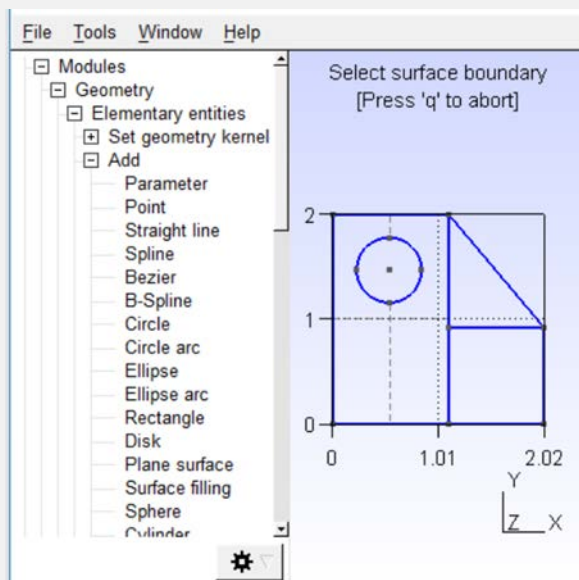 File Tools Window Help
Modules
Geometry
Elementary entities
Set geometry kernel
Add
Parameter
Point
Straight line
Spline
Bezier
B-Spline
Circle
Circle arc
Ellipse
Ellipse arc
Rectangle
Disk
Plane surface
Surface filling
Sphere
Cylinder
Select surface boundary
[Press 'q' to abort]
2
1
0
0 1.01 2.02
Y
Z X